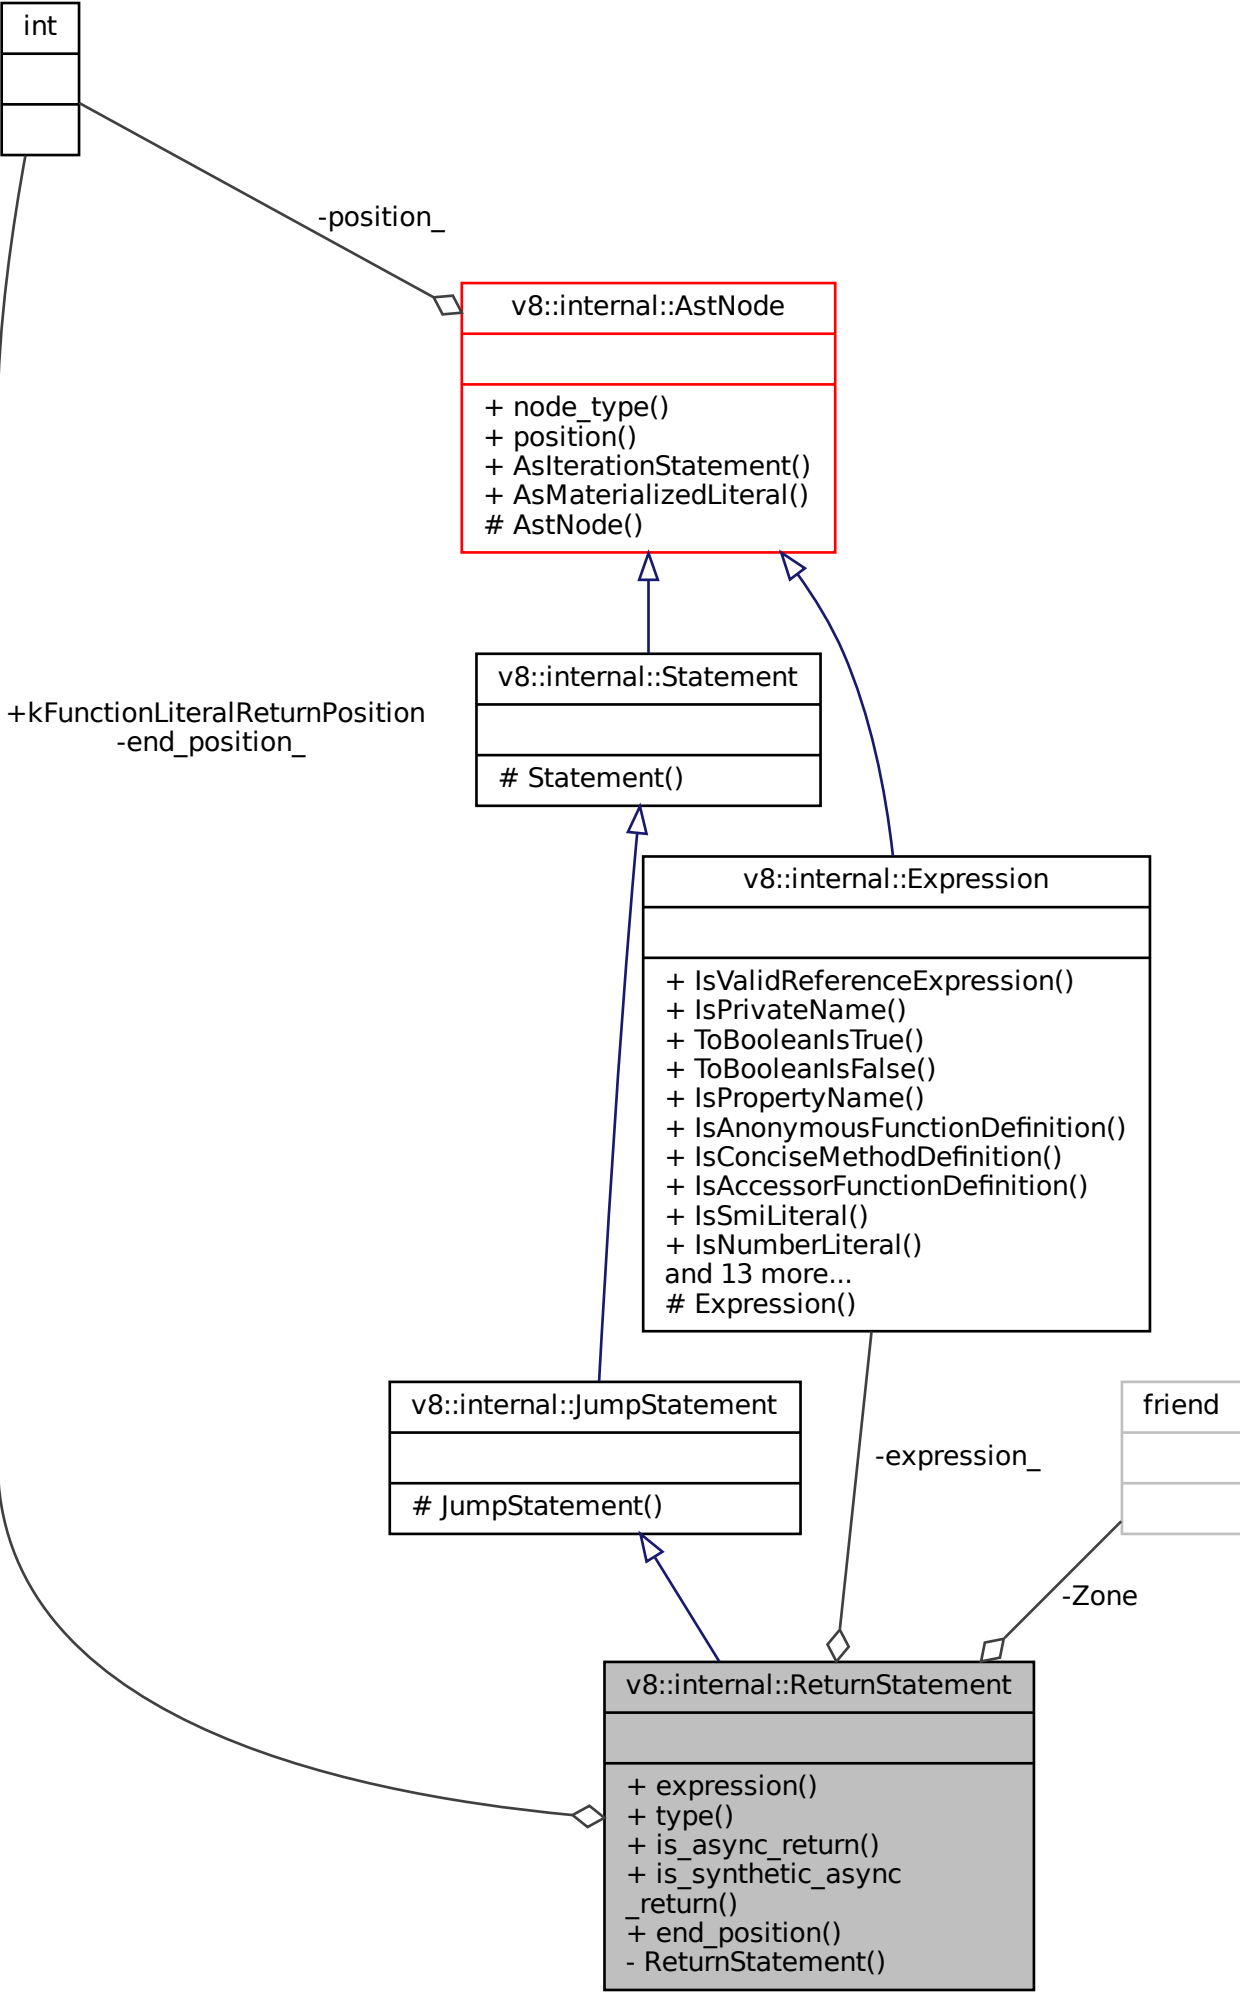 int
-position_
v8::internal::AstNode
+ node_type()
+ position()
+ AsIterationStatement()
+ AsMaterializedLiteral()
# AstNode()
v8::internal::Statement
# Statement()
+kFunctionLiteralReturnPosition
-end_position_
v8::internal::Expression
+ IsValidReferenceExpression()
+ IsPrivateName()
+ ToBooleanIsTrue()
+ ToBooleanIsFalse()
+ IsPropertyName()
+ IsAnonymousFunctionDefinition()
+ IsConciseMethodDefinition()
+ IsAccessorFunctionDefinition()
+ IsSmiLiteral()
+ IsNumberLiteral()
and 13 more...
# Expression()
v8::internal::JumpStatement
# JumpStatement()
-expression_
friend
-Zone
v8::internal::ReturnStatement
+ expression()
+ type()
+ is_async_return()
+ is_synthetic_async
_return()
+ end_position()
- ReturnStatement()